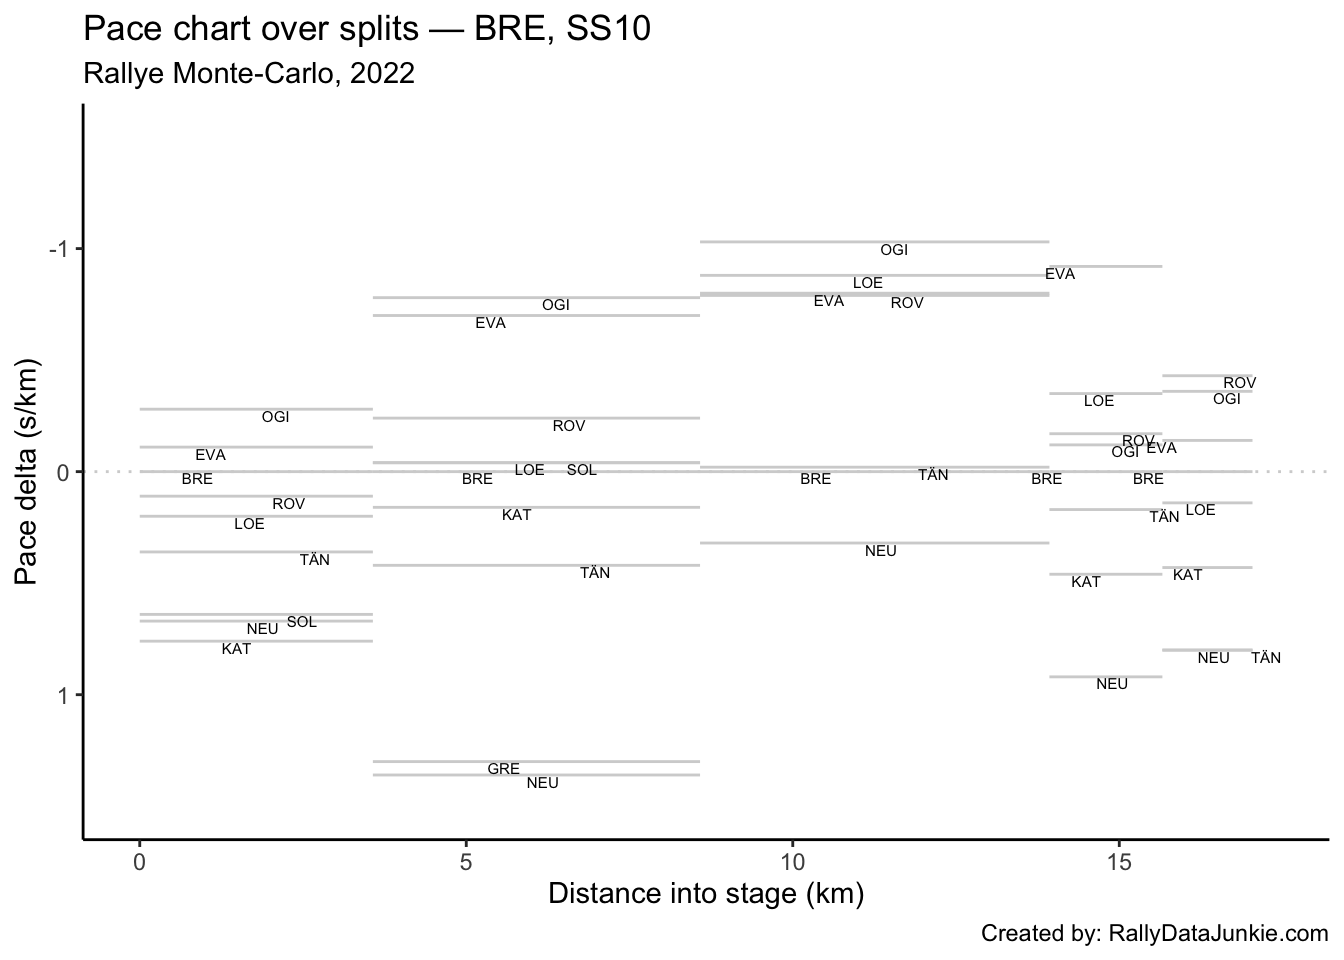 Pace chart over splits — BRE, SS10
Rallye Monte-Carlo, 2022
Pace delta (s/km)
-1
0
1
OGI
EVA
BRE
ROV
LOE
TÄN
SOL
NEU
KAT
OGI
EVA
ROV
LOE SOL
BRE
KAT
TÄN
GRE
NEU
OGI
LOE
EVA ROV
TÄN
BRE
NEU
EVA
LOE
ROV
OGI
BRE
TÄN
KAT
NEU
ROV
OGI
EVA
BRE
LOE
KAT
NEU TÄN
0 5 10 15
Distance into stage (km)
Created by: RallyDataJunkie.com